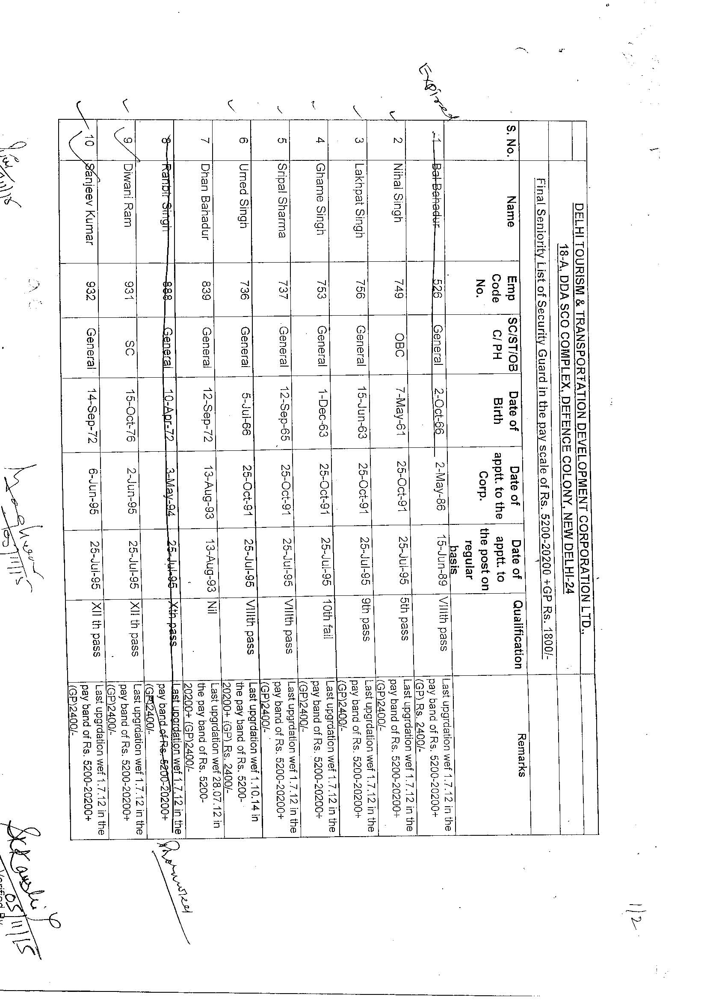 1/2
DELHI TOURISM & TRANSPORTATION DEVELOPMENT CORPORATION LTD.,
18-A, DDA SCO COMPLEX, DEFENCE COLONY, NEW DELHI-24
Final Seniority List of Security Guard in the pay scale of Rs. 5200-20200 +GP Rs. 1800/-
S. No. Name Emp Code No. SC/ST/OB C/ PH Date of Birth Date of apptt. to the Corp. Date of apptt. to the post on regular basis Qualification Remarks
Expired
1 Bal Bahadur 526 General 2-Oct-66 2-May-86 15-Jun-89 VIIIth pass Last upgrdation wef 1.7.12 in the
pay band of Rs. 5200-20200+
(GP) Rs. 2400/-
2 Nihal Singh 749 OBC 7-May-61 25-Oct-91 25-Jul-95 5th pass Last upgrdation wef 1.7.12 in the
pay band of Rs. 5200-20200+
(GP)2400/-
3 Lakhpat Singh 756 General 15-Jun-63 25-Oct-91 25-Jul-95 9th pass Last upgrdation wef 1.7.12 in the
pay band of Rs. 5200-20200+
(GP)2400/-
4 Ghame Singh 753 General 1-Dec-63 25-Oct-91 25-Jul-95 10th fail Last upgrdation wef 1.7.12 in the
pay band of Rs. 5200-20200+
(GP)2400/-
5 Sripal Sharma 737 General 12-Sep-65 25-Oct-91 25-Jul-95 VIIIth pass Last upgrdation wef 1.7.12 in the
pay band of Rs. 5200-20200+
(GP)2400/-
6 Umed Singh 736 General 5-Jul-66 25-Oct-91 25-Jul-95 VIIIth pass Last upgrdation wef 1.10.14 in
the pay band of Rs. 5200-
20200+ (GP) Rs. 2400/-
7 Dhan Bahadur 839 General 12-Sep-72 13-Aug-93 13-Aug-93 Nil Last upgrdation wef 28.07.12 in
the pay band of Rs. 5200-
20200+ (GP)2400/-
8 Ranbir Singh 888 General 10-Apr-72 3-May-94 25-Jul-95 Xth pass Last upgrdation wef 1.7.12 in the
pay band of Rs. 5200-20200+
(GP)2400/-
9 Diwani Ram 931 SC 15-Oct-76 2-Jun-95 25-Jul-95 XII th pass Last upgrdation wef 1.7.12 in the
pay band of Rs. 5200-20200+
(GP)2400/-
10 Sanjeev Kumar 932 General 14-Sep-72 6-Jun-95 25-Jul-95 XII th pass Last upgrdation wef 1.7.12 in the
pay band of Rs. 5200-20200+
(GP)2400/-
05/11/15